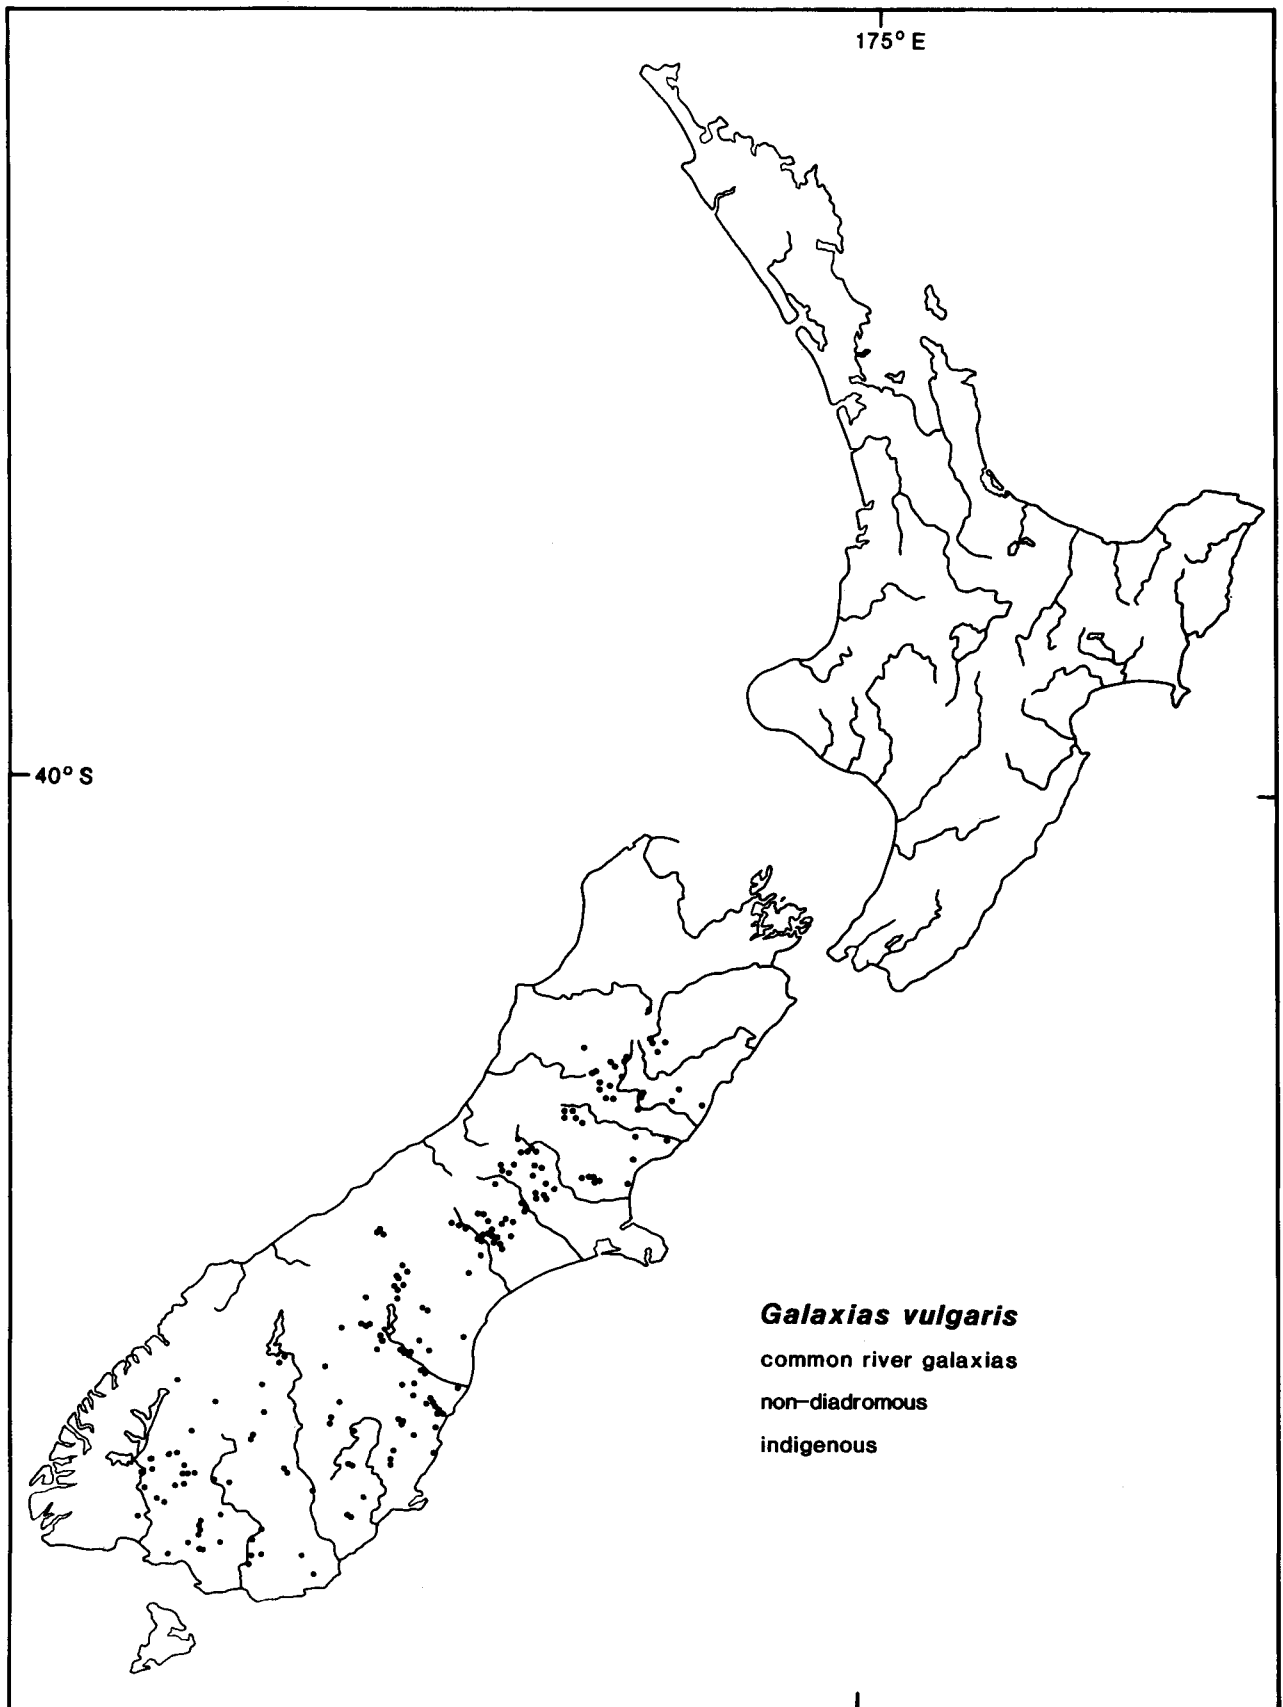 175° E
40° S
Galaxias vulgaris
common river galaxias
non-diadromous
indigenous